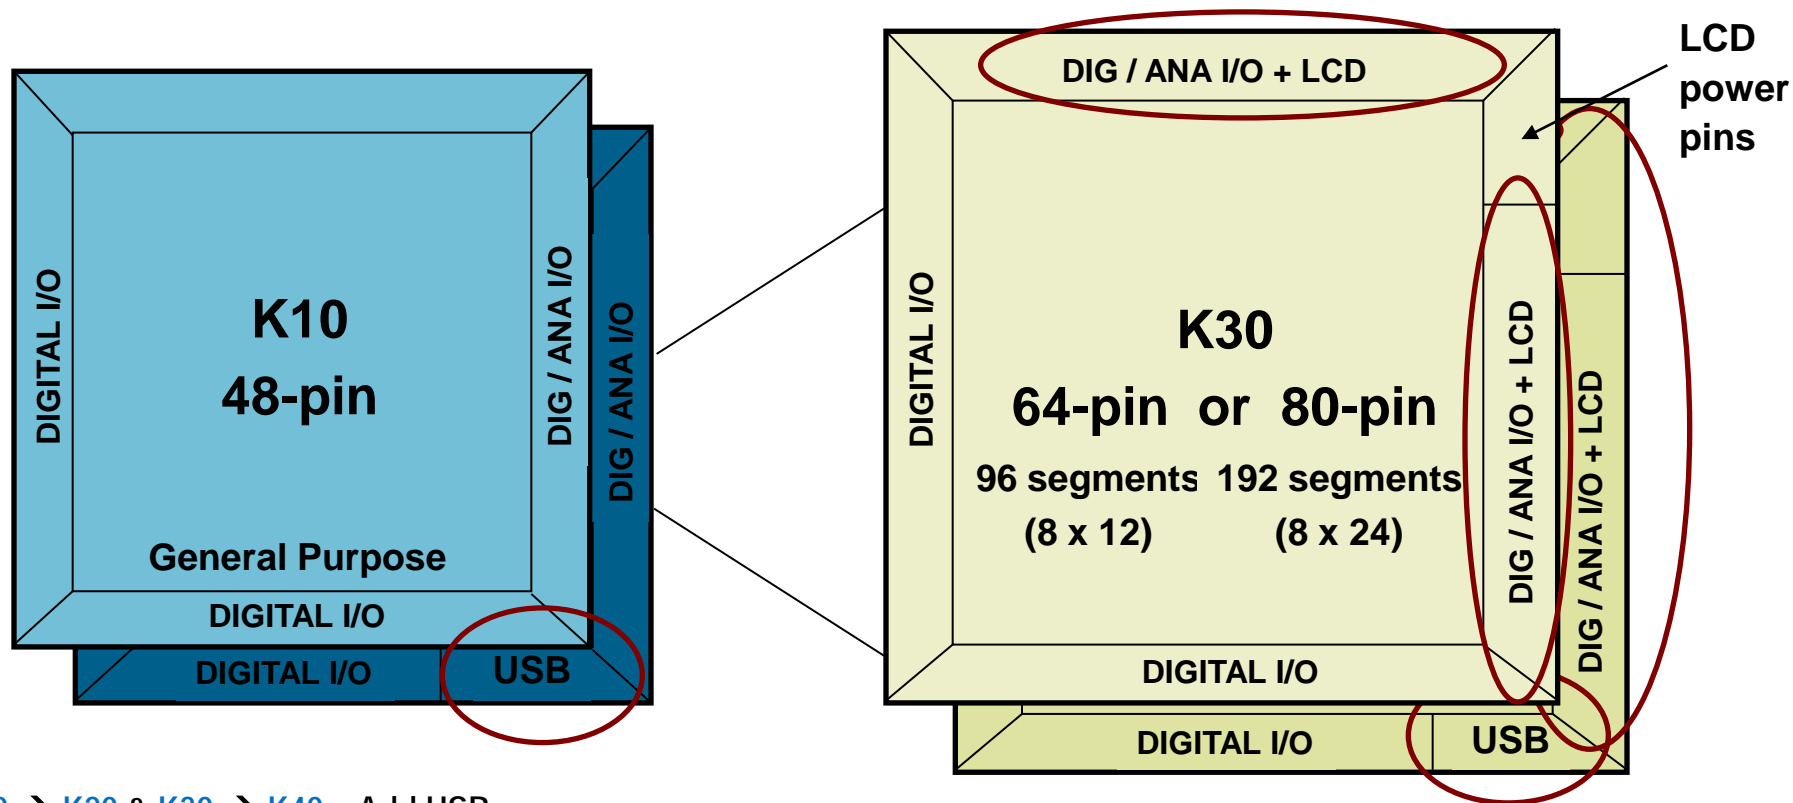 DIGITAL I/O
K10
48-pin
General Purpose
DIGITAL I/O
DIG / ANA I/O
DIG / ANA I/O
DIGITAL I/O
USB
DIG / ANA I/O + LCD
LCD
power
pins
DIGITAL I/O
K30
64-pin or 80-pin
96 segments 192 segments
(8 x 12) (8 x 24)
DIG / ANA I/O + LCD
DIG / ANA I/O + LCD
DIGITAL I/O
DIGITAL I/O
USB